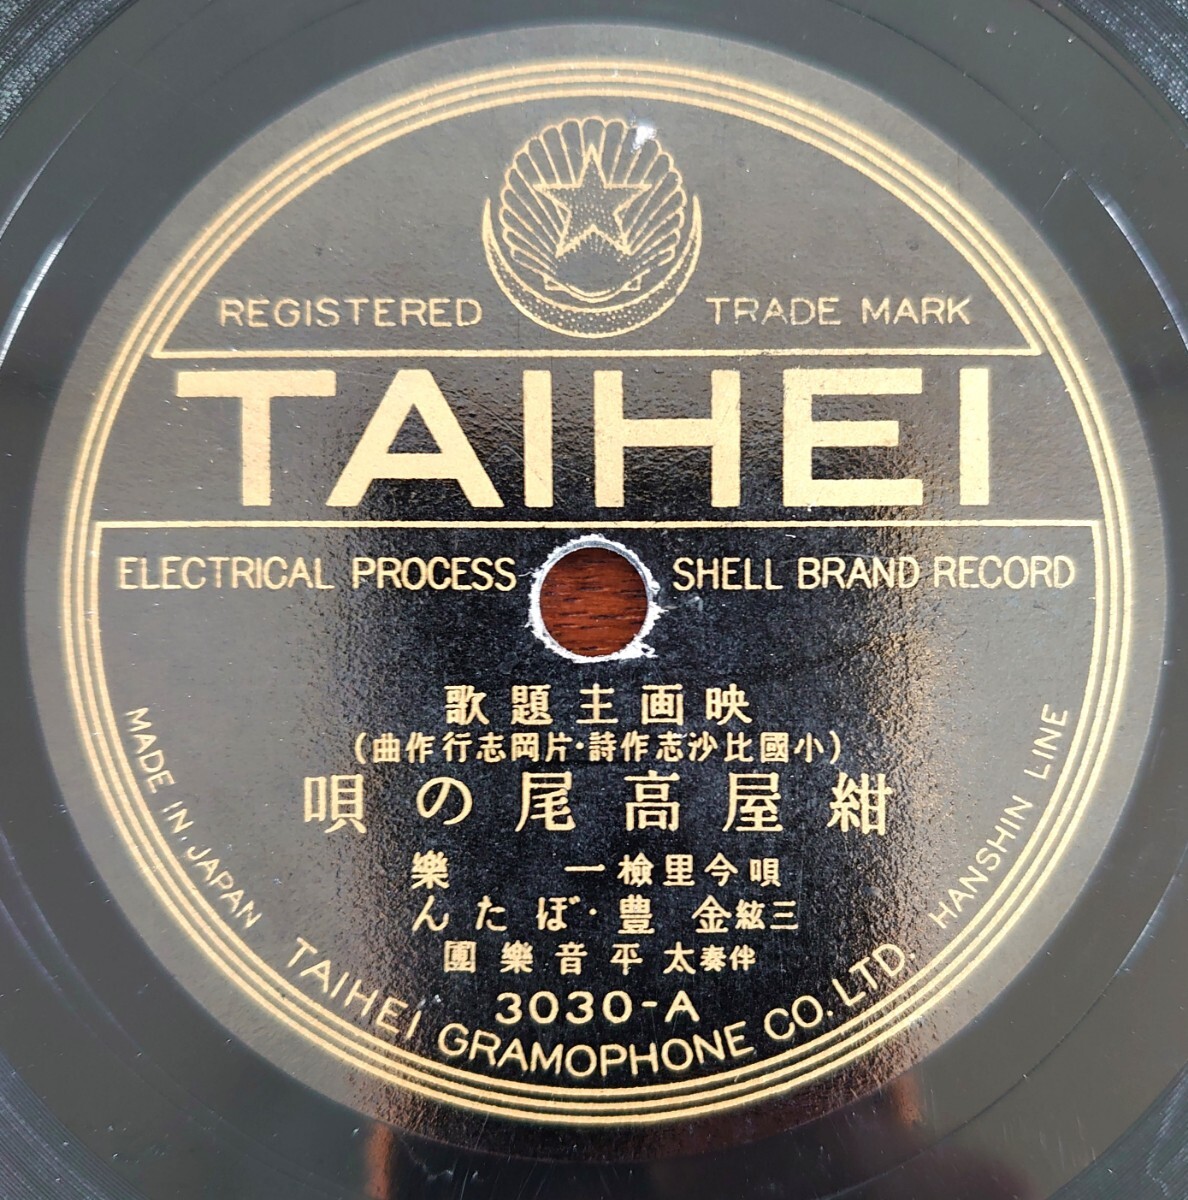 REGISTERED TRADE MARK
TAIHEI
ELECTRICAL PROCESS SHELL BRAND RECORD
映画主題歌
(小國比沙志作詩・片岡志行作曲)
紺屋高尾の唄
唄 今里檢 一樂
三絃 金豊・ぼたん
伴奏 太平音樂團
3030-A
MADE IN JAPAN TAIHEI GRAMOPHONE CO. LTD. HANSHIN LINE